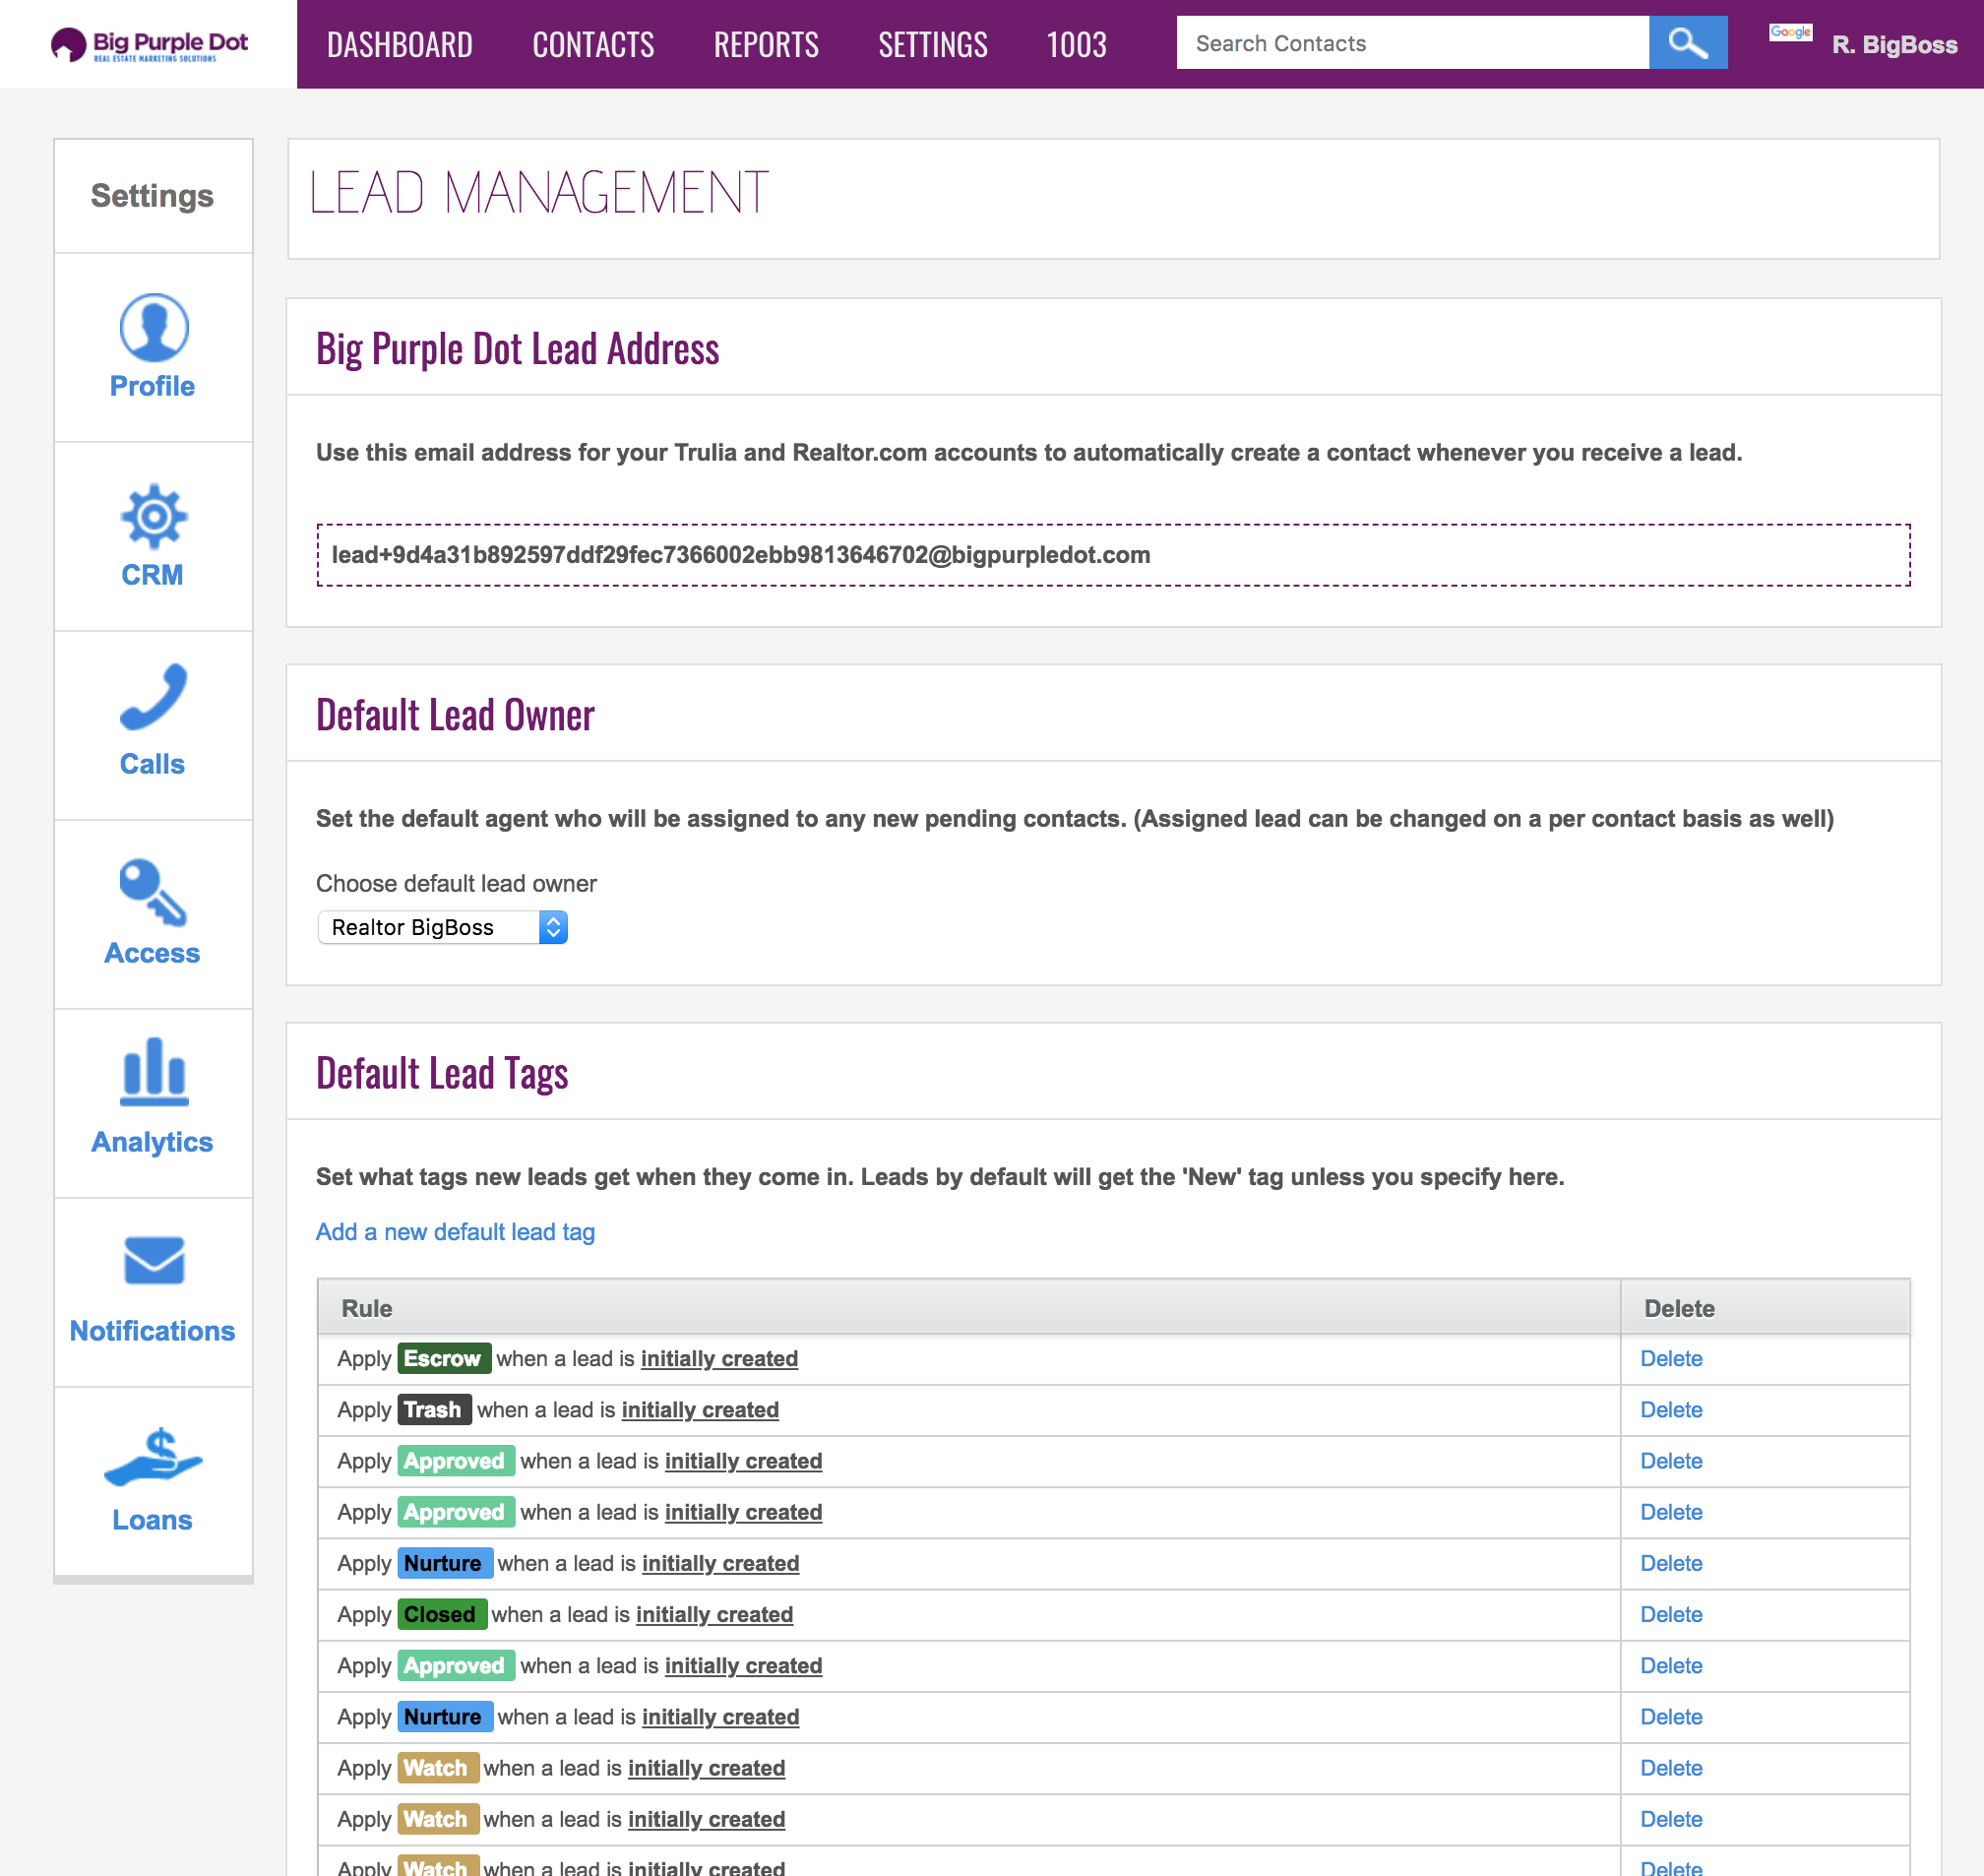 Big Purple Dot
REAL ESTATE MARKETING SOLUTIONS
DASHBOARD CONTACTS REPORTS SETTINGS 1003 Search Contacts Google R. BigBoss
Settings
Profile
CRM
Calls
Access
Analytics
Notifications
Loans
LEAD MANAGEMENT
Big Purple Dot Lead Address
Use this email address for your Trulia and Realtor.com accounts to automatically create a contact whenever you receive a lead.
lead+9d4a31b892597ddf29fec7366002ebb9813646702@bigpurpledot.com
Default Lead Owner
Set the default agent who will be assigned to any new pending contacts. (Assigned lead can be changed on a per contact basis as well)
Choose default lead owner
Realtor BigBoss
Default Lead Tags
Set what tags new leads get when they come in. Leads by default will get the 'New' tag unless you specify here.
Add a new default lead tag
Rule Delete
Apply Escrow when a lead is initially created Delete
Apply Trash when a lead is initially created Delete
Apply Approved when a lead is initially created Delete
Apply Approved when a lead is initially created Delete
Apply Nurture when a lead is initially created Delete
Apply Closed when a lead is initially created Delete
Apply Approved when a lead is initially created Delete
Apply Nurture when a lead is initially created Delete
Apply Watch when a lead is initially created Delete
Apply Watch when a lead is initially created Delete
Apply Watch when a lead is initially created Delete